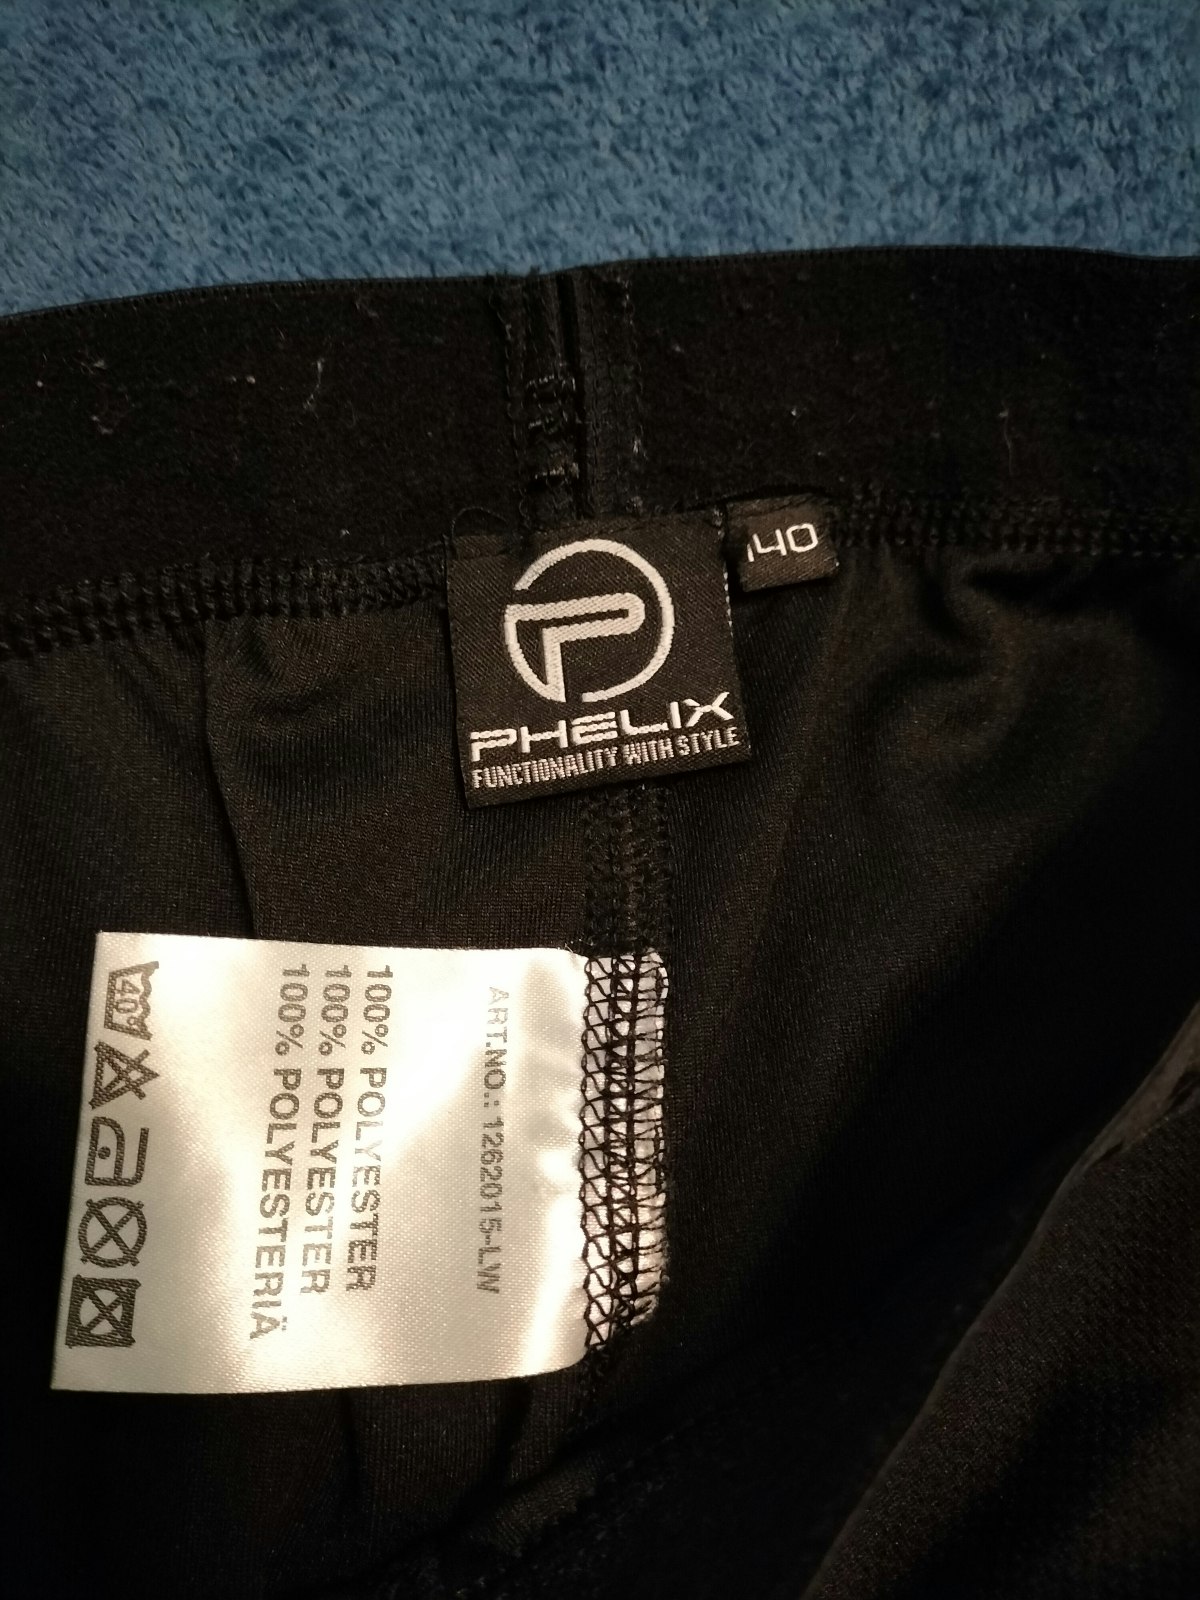 140
PHELIX
FUNCTIONALITY WITH STYLE
ART.NO.: 1262015-LW
100% POLYESTER
100% POLYESTER
100% POLYESTERIÄ
40